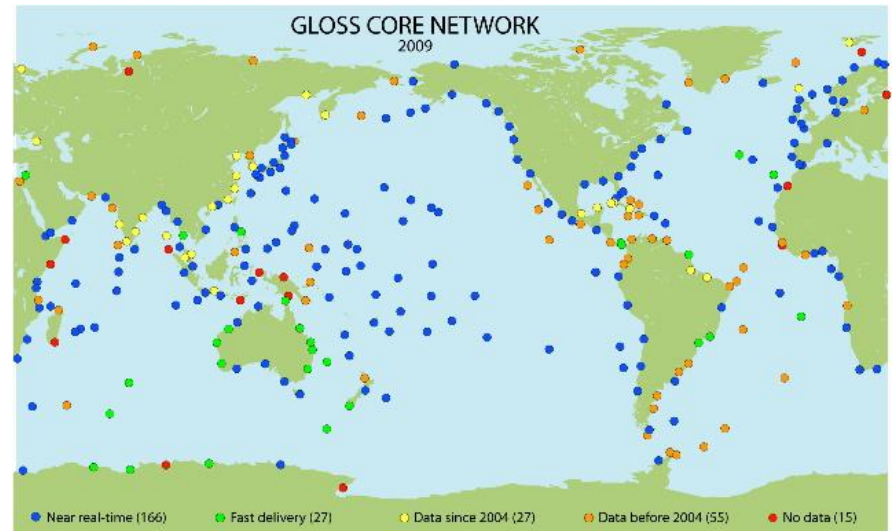 GLOSS CORE NETWORK
2009
Near real-time (166) Fast delivery (27) Data since 2004 (27) Data before 2004 (55) No data (15)